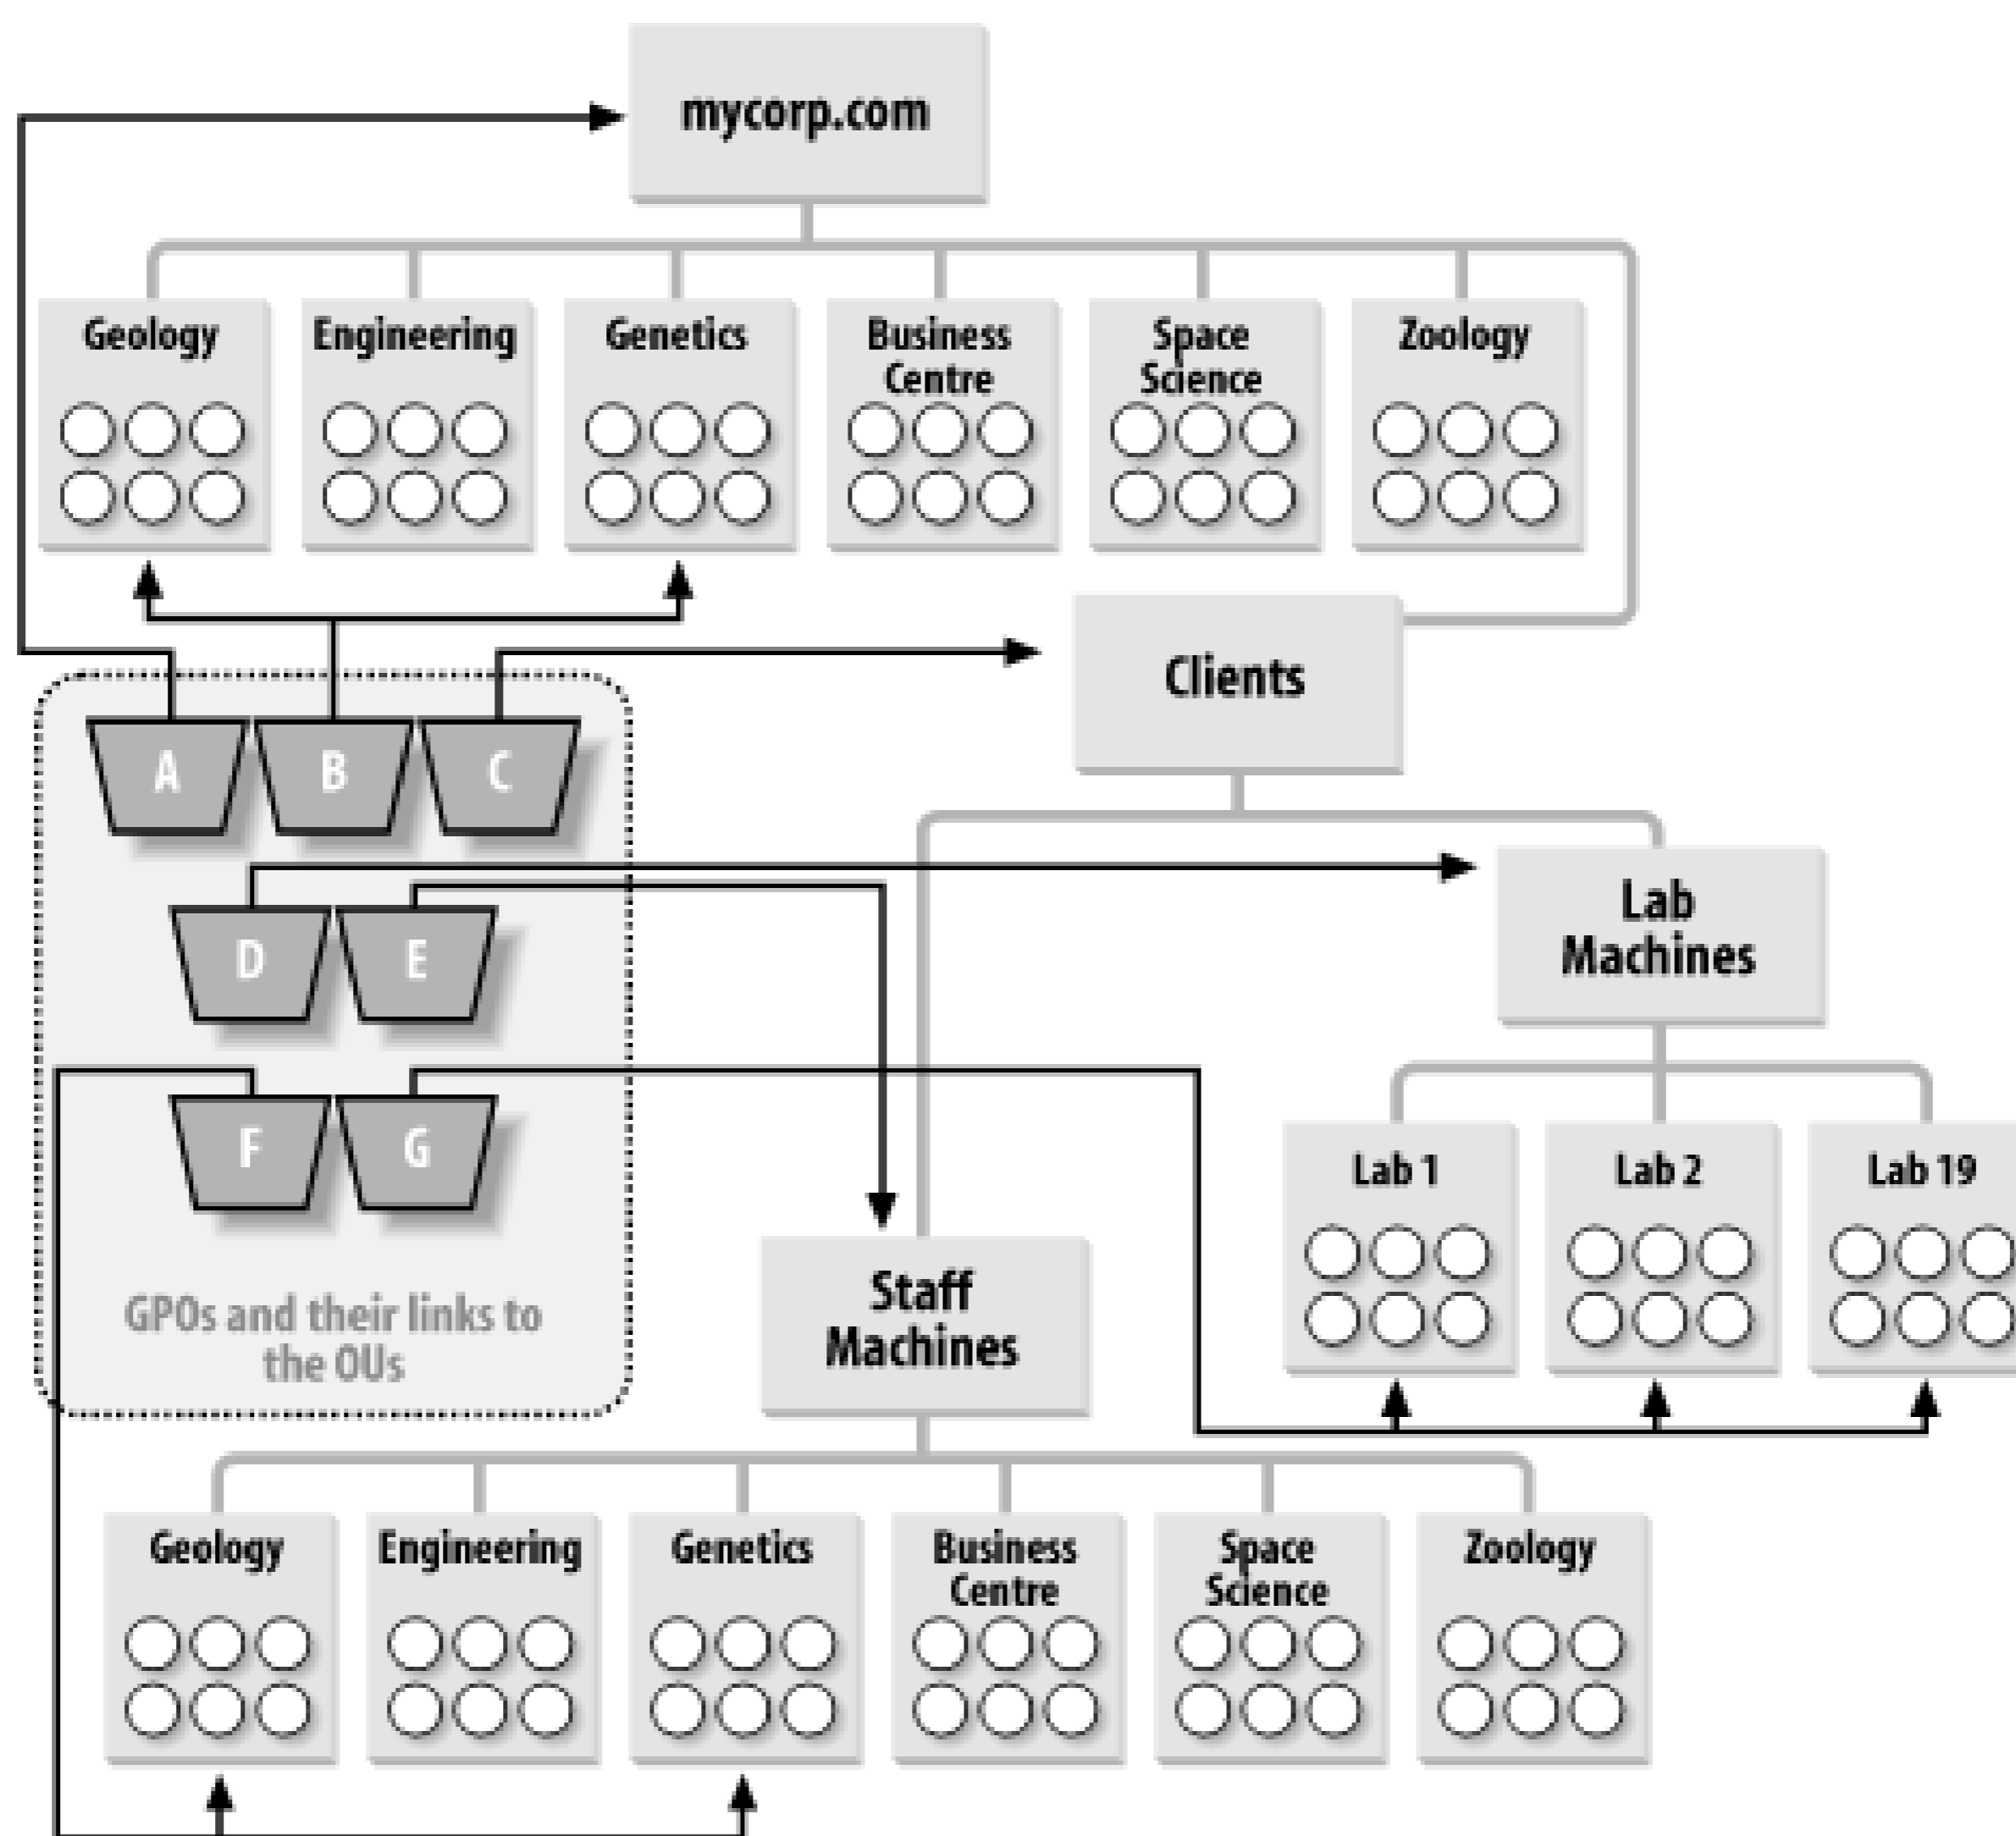 mycorp.com
Geology
Engineering
Genetics
Business
Centre
Space
Science
Zoology
Clients
A
B
C
D
E
Lab
Machines
F
G
Lab 1
Lab 2
Lab 19
GPOs and their links to
the OUs
Staff
Machines
Geology
Engineering
Genetics
Business
Centre
Space
Science
Zoology